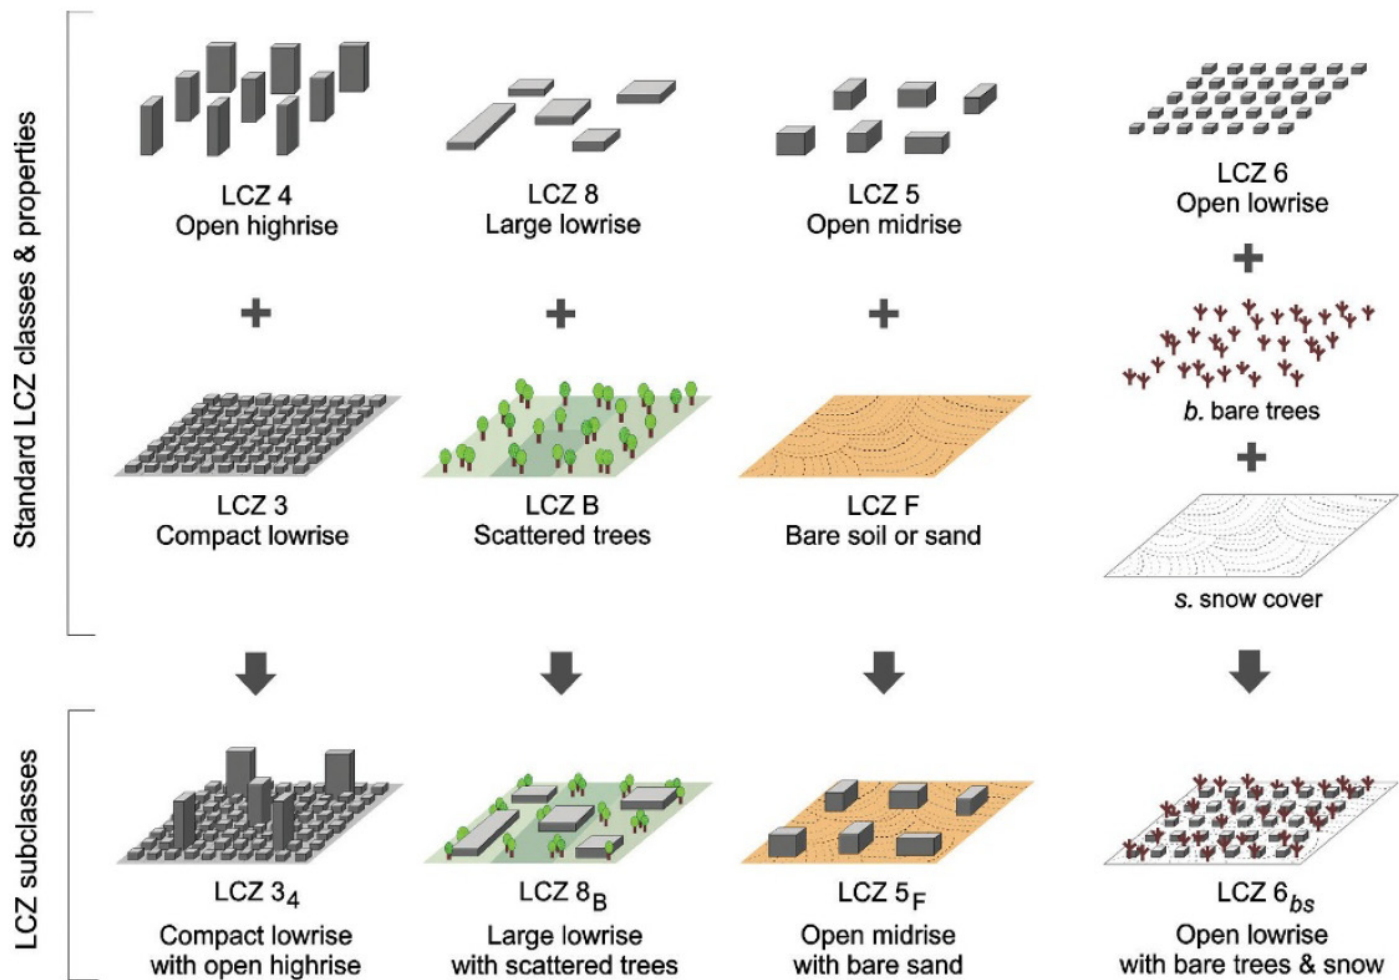 Standard LCZ classes & properties
LCZ 4
Open highrise
LCZ 8
Large lowrise
LCZ 5
Open midrise
LCZ 6
Open lowrise
+
+
+
+
b. bare trees
+
LCZ 3
Compact lowrise
LCZ B
Scattered trees
LCZ F
Bare soil or sand
s. snow cover
LCZ subclasses
LCZ 3₄
Compact lowrise
with open highrise
LCZ 8B
Large lowrise
with scattered trees
LCZ 5F
Open midrise
with bare sand
LCZ 6bs
Open lowrise
with bare trees & snow